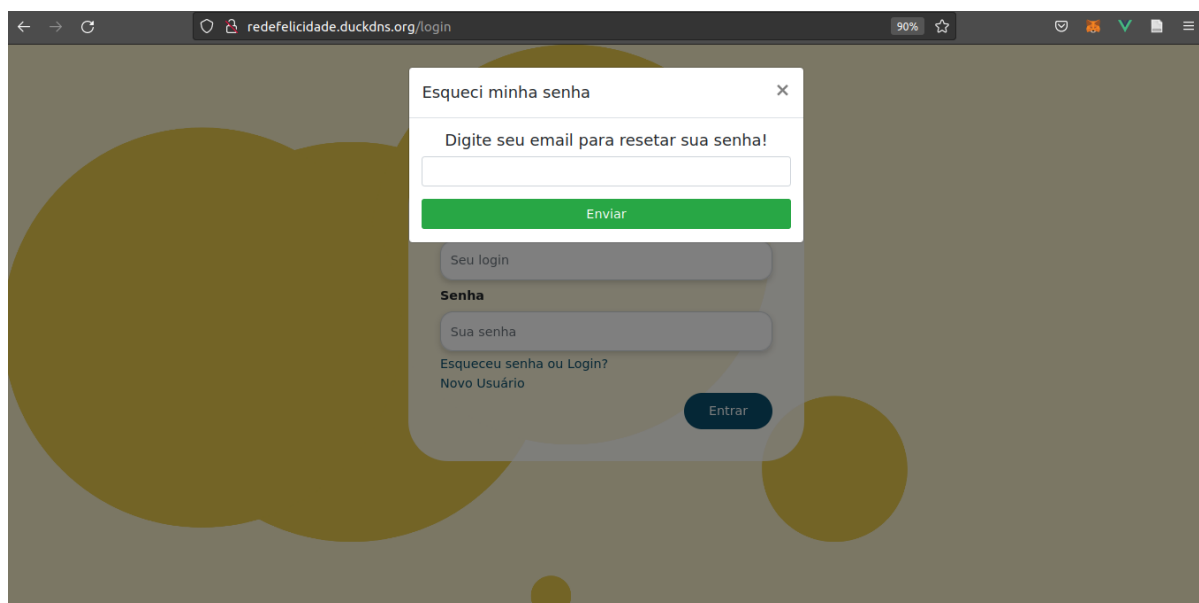 redefelicidade.duckdns.org/login
90%
Esqueci minha senha
×
Digite seu email para resetar sua senha!
Enviar
Seu login
Senha
Sua senha
Esqueceu senha ou Login?
Novo Usuário
Entrar